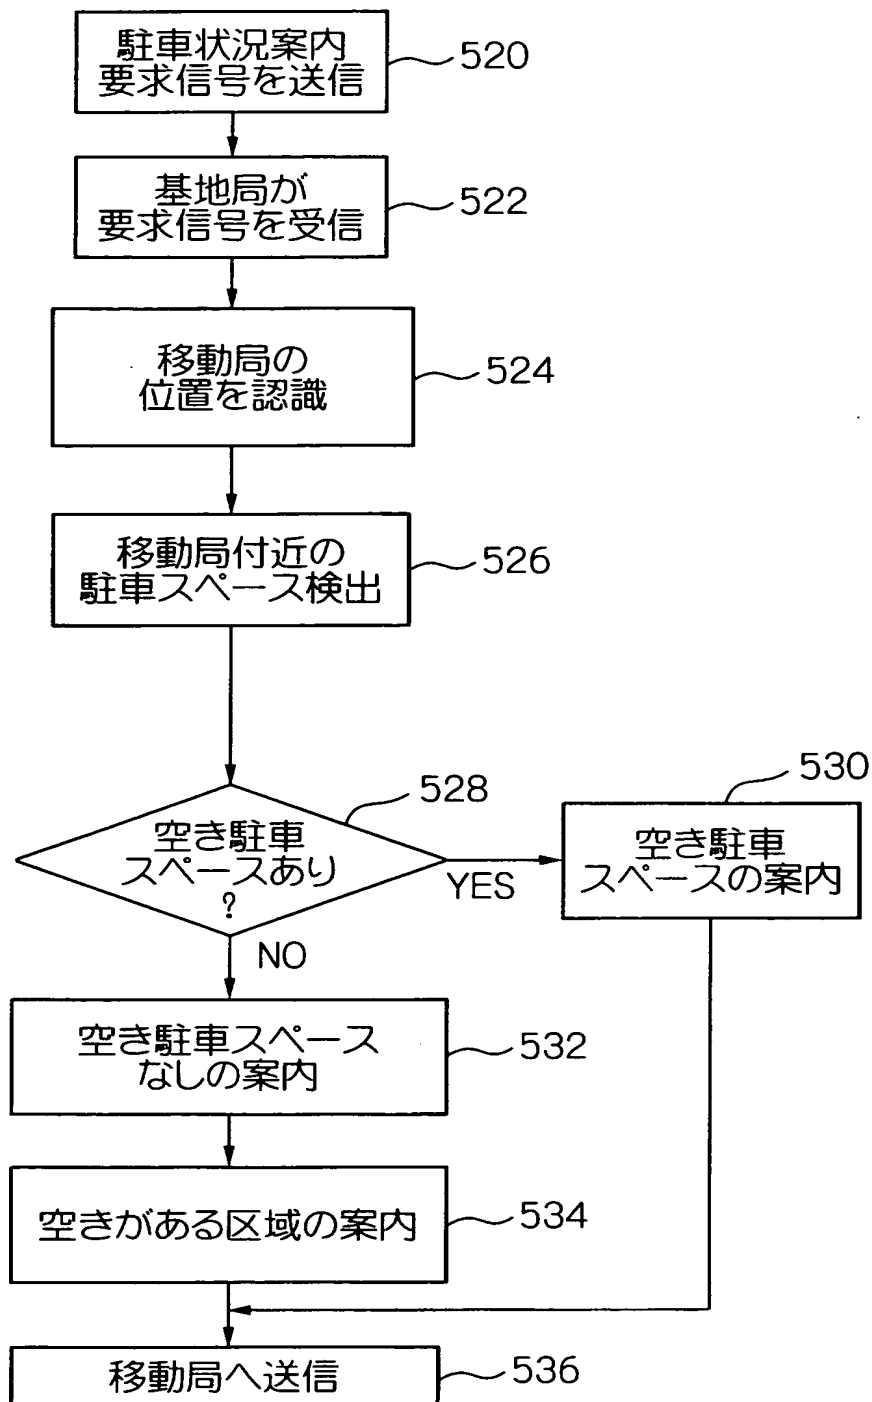 駐車状況案内
要求信号を送信
520
基地局が
要求信号を受信
522
移動局の
位置を認識
524
移動局付近の
駐車スペース検出
526
528
空き駐車
スペースあり
?
YES
NO
530
空き駐車
スペースの案内
空き駐車スペース
なしの案内
532
空きがある区域の案内
534
移動局へ送信
536